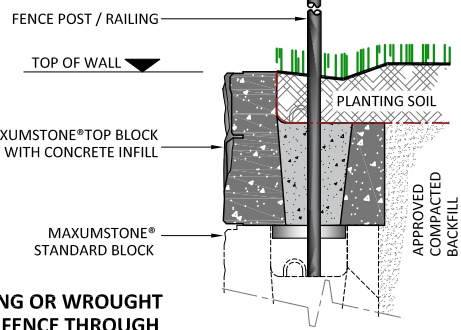 FENCE POST / RAILING
TOP OF WALL
PLANTING SOIL
XUMSTONE®TOP BLOCK
WITH CONCRETE INFILL
MAXUMSTONE®
STANDARD BLOCK
APPROVED
COMPACTED
BACKFILL
NG OR WROUGHT
FENCE THROUGH